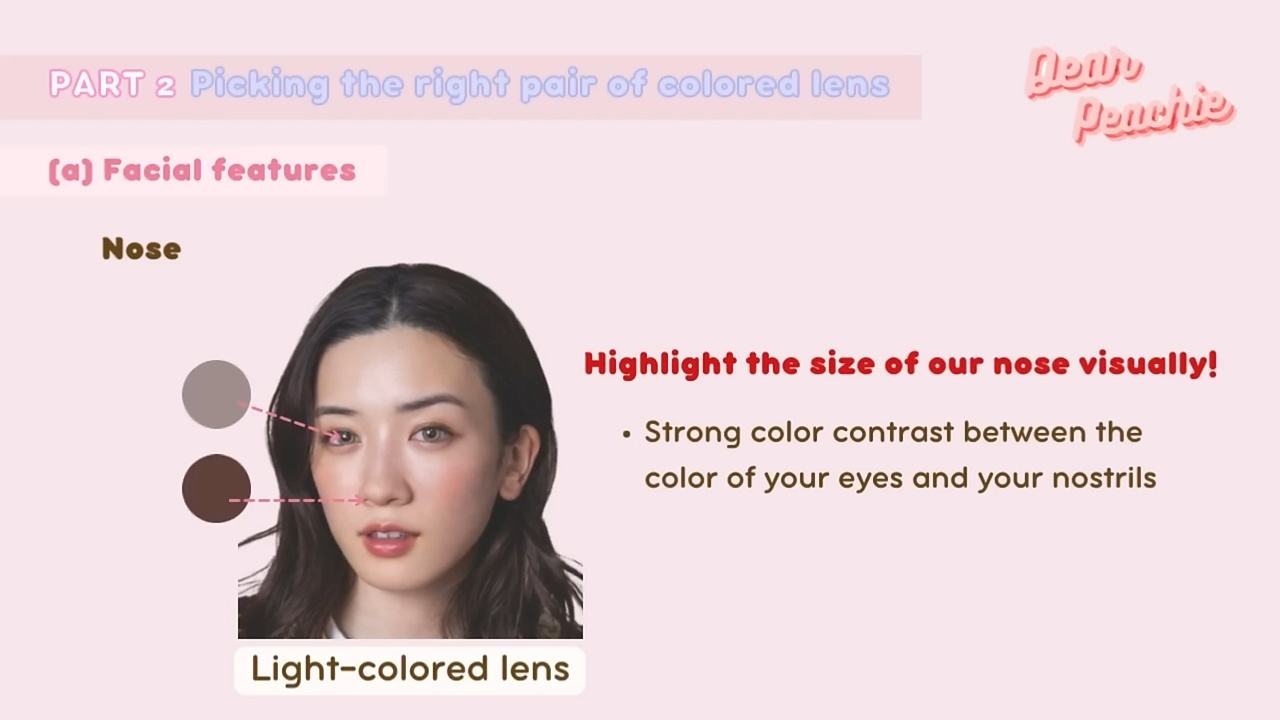 PART 2 Picking the right pair of colored lens
Dear
Peachie
(a) Facial features
Nose
Highlight the size of our nose visually!
• Strong color contrast between the
color of your eyes and your nostrils
Light-colored lens